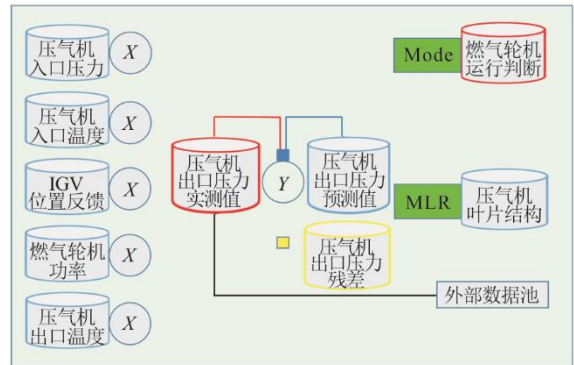 压气机
入口压力
X
压气机
入口温度
X
IGV
位置反馈
X
燃气轮机
功率
X
压气机
出口温度
X
压气机
出口压力
实测值
Y
压气机
出口压力
预测值
压气机
出口压力
残差
Mode
燃气轮机
运行判断
MLR
压气机
叶片结构
外部数据池